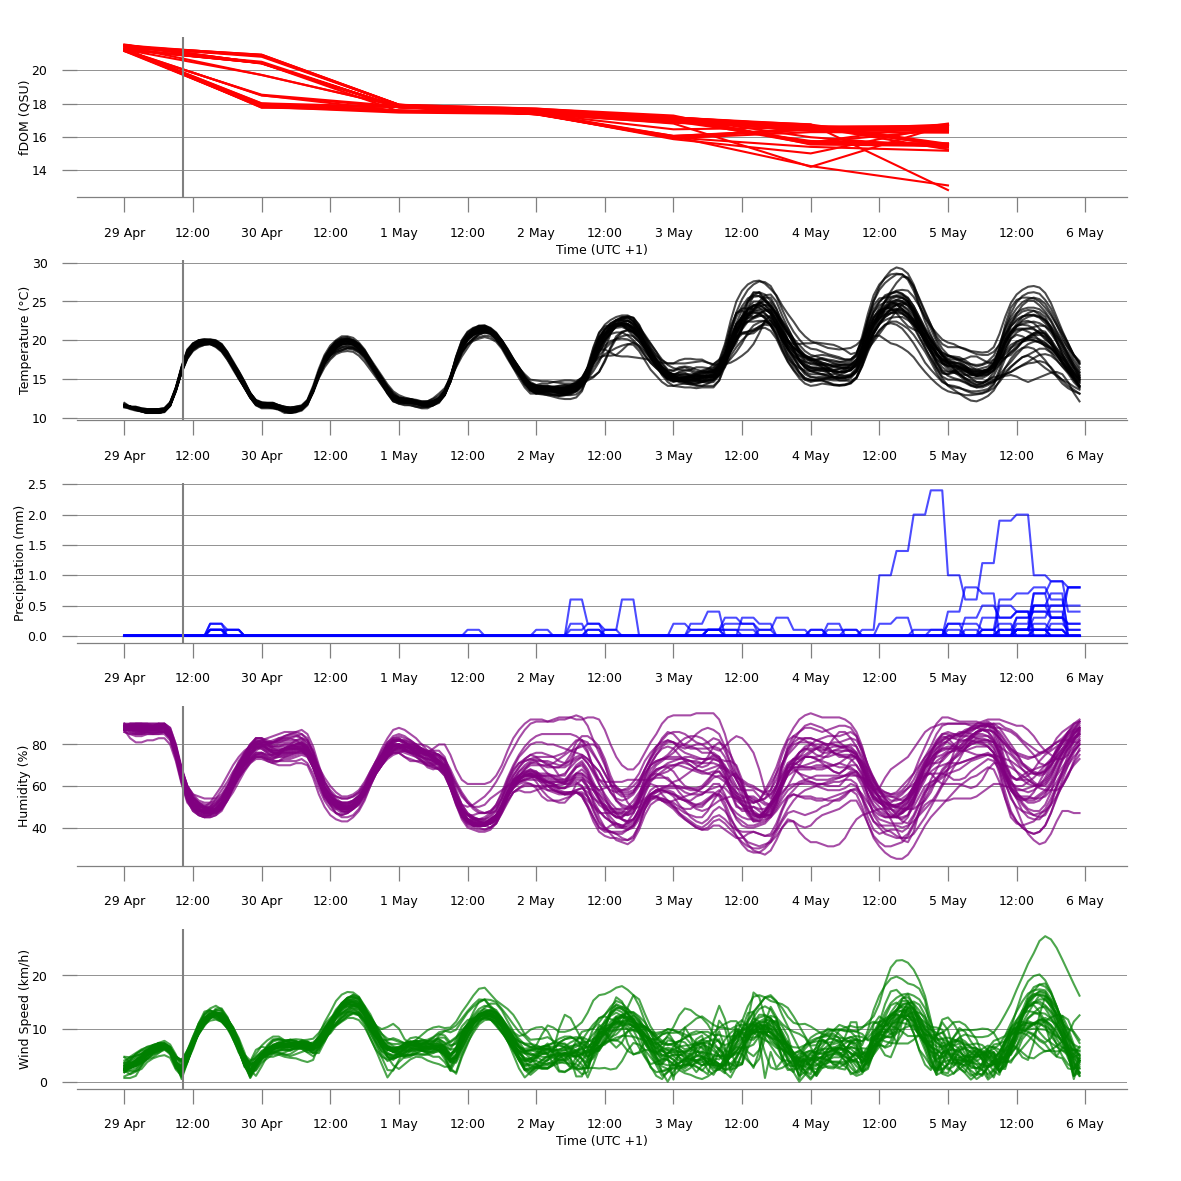 fDOM (QSU)
20
18
16
14
29 Apr 12:00 30 Apr 12:00 1 May 12:00 2 May 12:00 3 May 12:00 4 May 12:00 5 May 12:00 6 May
Time (UTC +1)
Temperature (°C)
30
25
20
15
10
29 Apr 12:00 30 Apr 12:00 1 May 12:00 2 May 12:00 3 May 12:00 4 May 12:00 5 May 12:00 6 May
Precipitation (mm)
2.5
2.0
1.5
1.0
0.5
0.0
29 Apr 12:00 30 Apr 12:00 1 May 12:00 2 May 12:00 3 May 12:00 4 May 12:00 5 May 12:00 6 May
Humidity (%)
80
60
40
29 Apr 12:00 30 Apr 12:00 1 May 12:00 2 May 12:00 3 May 12:00 4 May 12:00 5 May 12:00 6 May
Wind Speed (km/h)
20
10
0
29 Apr 12:00 30 Apr 12:00 1 May 12:00 2 May 12:00 3 May 12:00 4 May 12:00 5 May 12:00 6 May
Time (UTC +1)